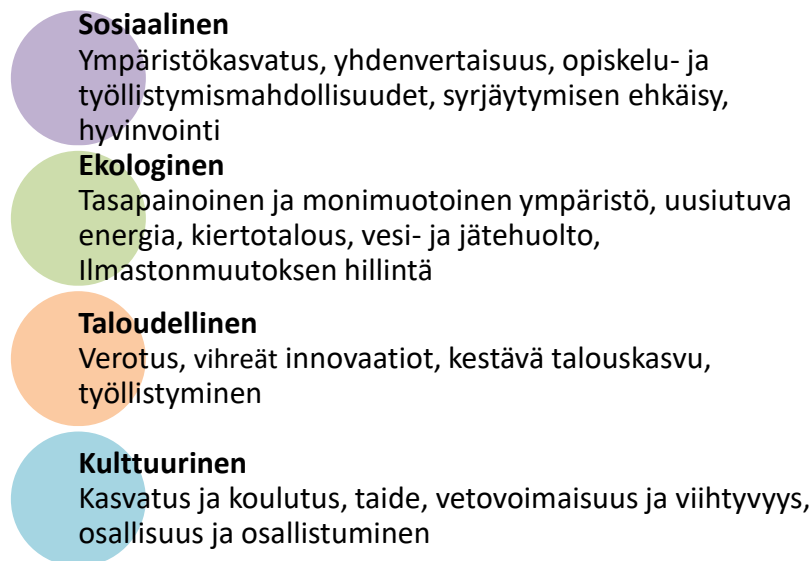 Sosiaalinen
Ympäristökasvatus, yhdenvertaisuus, opiskelu- ja
työllistymismahdollisuudet, syrjäytymisen ehkäisy,
hyvinvointi
Ekologinen
Tasapainoinen ja monimuotoinen ympäristö, uusiutuva
energia, kiertotalous, vesi- ja jätehuolto,
Ilmastonmuutoksen hillintä
Taloudellinen
Verotus, vihreät innovaatiot, kestävä talouskasvu,
työllistyminen
Kulttuurinen
Kasvatus ja koulutus, taide, vetovoimaisuus ja viihtyvyys,
osallisuus ja osallistuminen